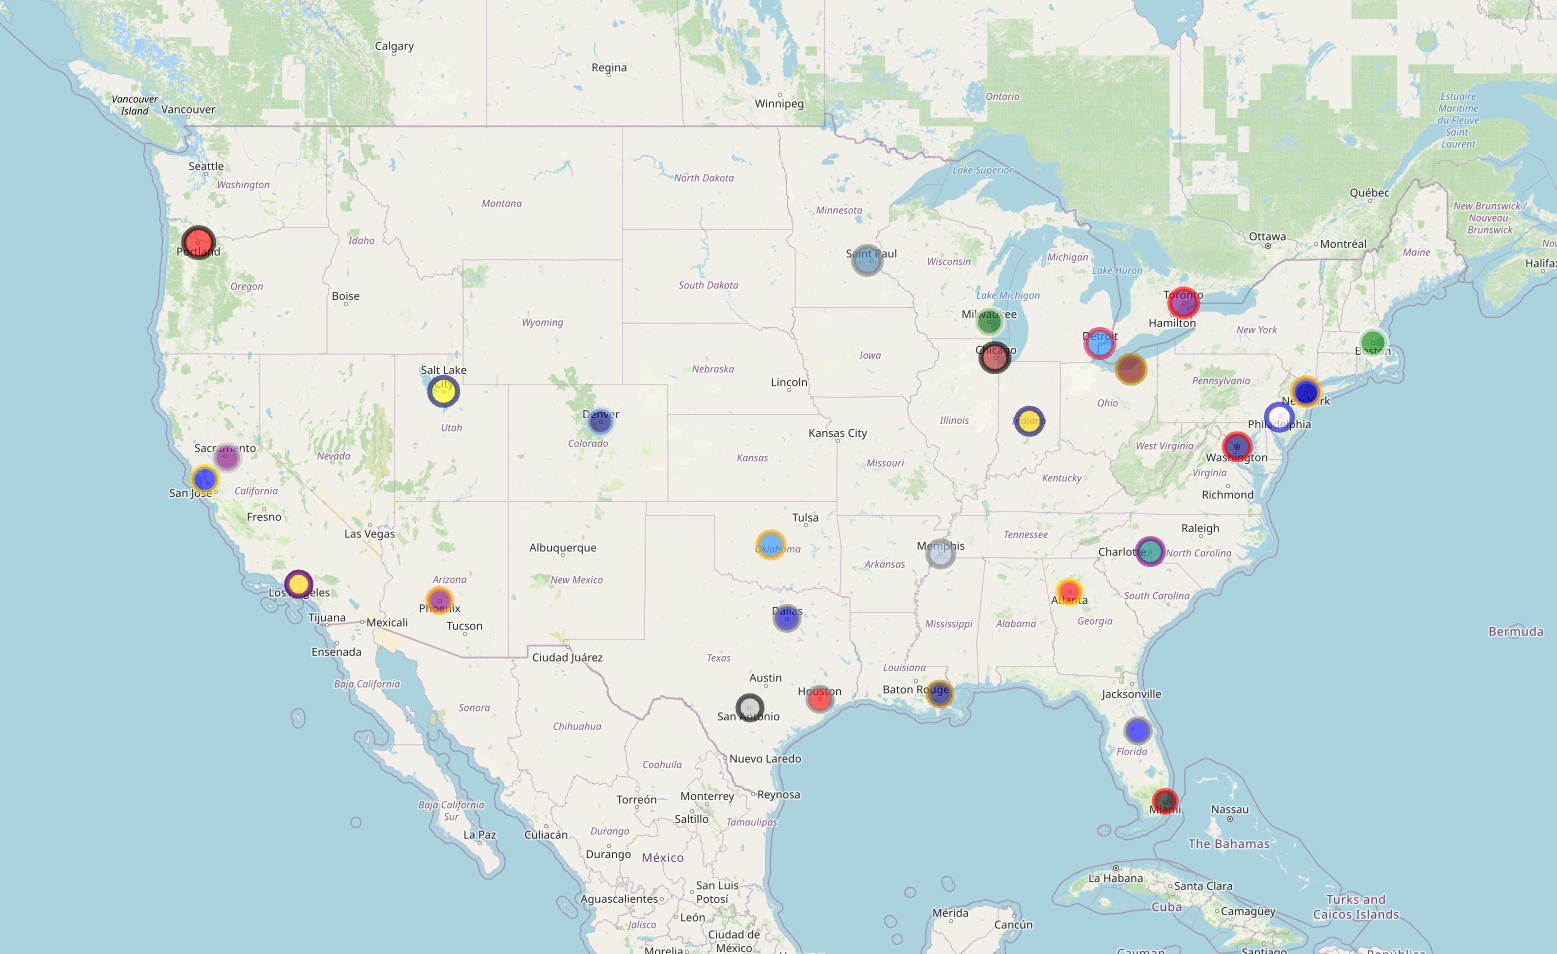 Calgary
Regina
Winnipeg
Ontario
Estuaire
Maritime
du Fleuve
Saint-
Laurent
Vancouver
Island
Vancouver
Seattle
Washington
North Dakota
Lake Superior
Québec
Montana
Minnesota
New Brunswick /
Nouveau-
Brunswick
Portland
Idaho
Saint Paul
Wisconsin
Michigan
Lake Huron
Ottawa
Montréal
Maine
Halifax
Oregon
Boise
South Dakota
Lake Michigan
Toronto
Hamilton
Wyoming
Milwaukee
Detroit
New York
Chicago
Iowa
Boston
Salt Lake
City
Nebraska
Lincoln
Pennsylvania
Ohio
New York
Utah
Denver
Colorado
Illinois
Philadelphia
Kansas City
Sacramento
Nevada
Kansas
Missouri
West Virginia
Washington
Virginia
San Jose
California
Kentucky
Richmond
Fresno
Las Vegas
Tulsa
Raleigh
Albuquerque
Oklahoma
Tennessee
Memphis
Charlotte
North Carolina
Arkansas
Los Angeles
Arizona
New Mexico
Phoenix
Atlanta
South Carolina
Tijuana
Mexicali
Tucson
Dallas
Mississippi
Alabama
Georgia
Bermuda
Ensenada
Ciudad Juárez
Texas
Louisiana
Baja California
Austin
Houston
Baton Rouge
Jacksonville
Sonora
Chihuahua
San Antonio
Florida
Coahuila
Nuevo Laredo
Baja California
Sur
Torreón
Monterrey
Reynosa
Saltillo
Tamaulipas
Miami
Nassau
La Paz
Culiacán
Durango
Durango
México
The Bahamas
La Habana
Santa Clara
Aguascalientes
San Luis
Potosí
León
Jalisco
Ciudad de
México
Morelia
Mérida
Cancún
Cuba
Camagüey
Turks and
Caicos Islands
Santiago
Cayman